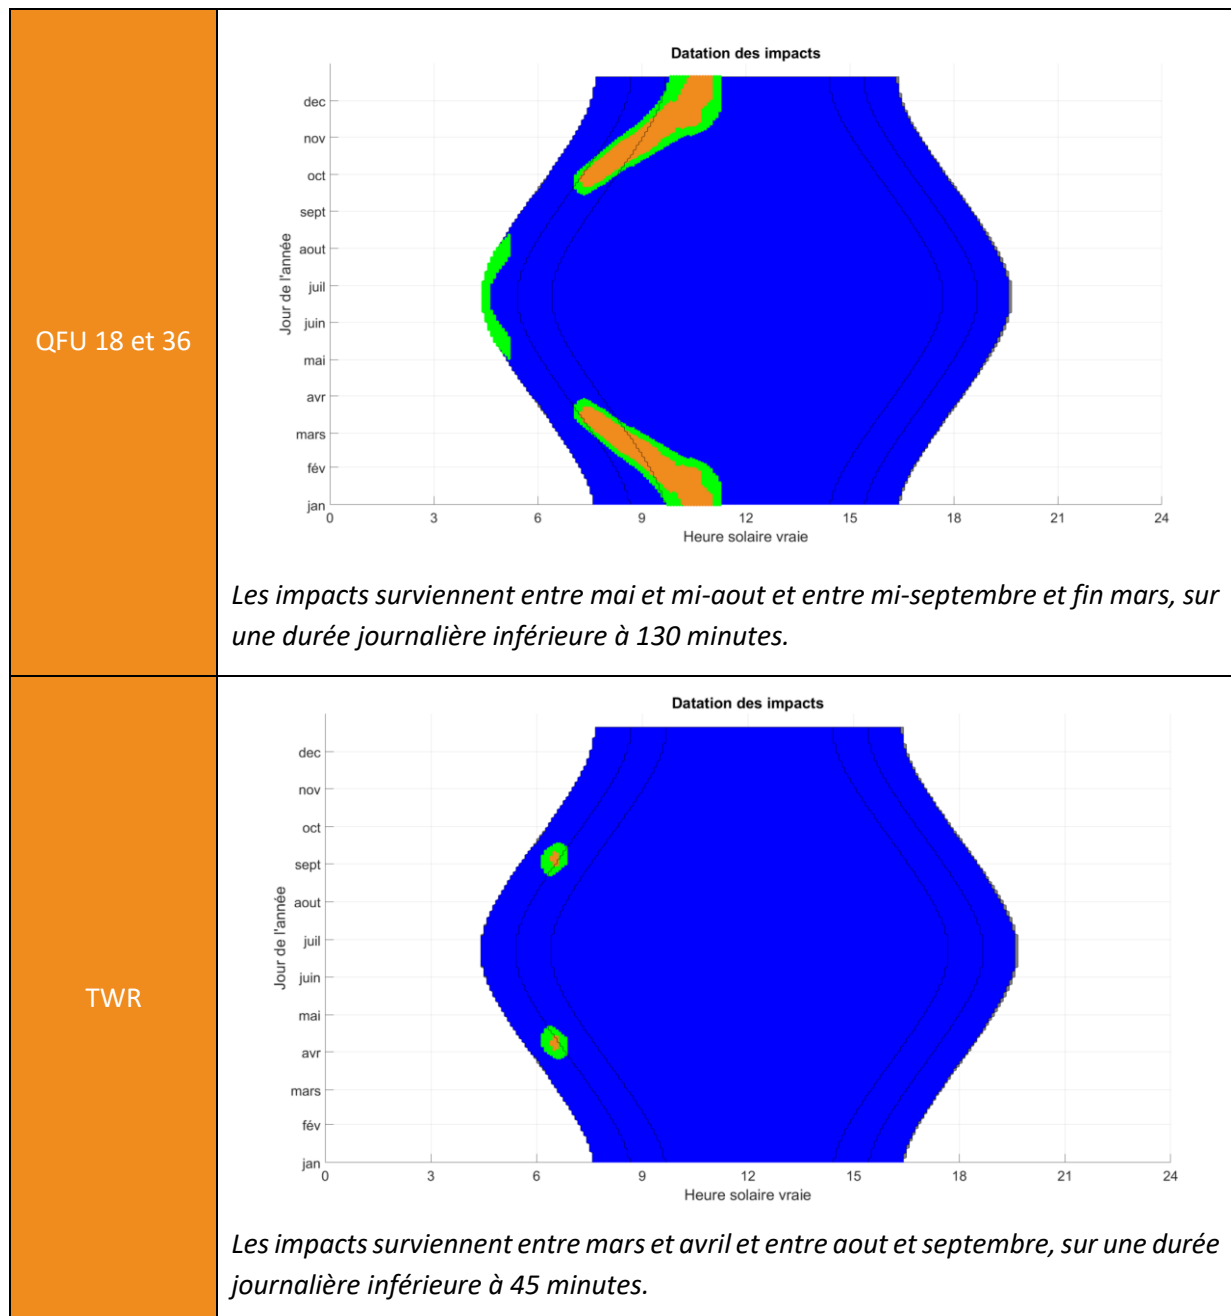 QFU 18 et 36
Datation des impacts
Jour de l'année
dec
nov
oct
sept
aout
juil
juin
mai
avr
mars
fév
jan
0 3 6 9 12 15 18 21 24
Heure solaire vraie
Les impacts surviennent entre mai et mi-aout et entre mi-septembre et fin mars, sur
une durée journalière inférieure à 130 minutes.
TWR
Datation des impacts
Jour de l'année
dec
nov
oct
sept
aout
juil
juin
mai
avr
mars
fév
jan
0 3 6 9 12 15 18 21 24
Heure solaire vraie
Les impacts surviennent entre mars et avril et entre aout et septembre, sur une durée
journalière inférieure à 45 minutes.